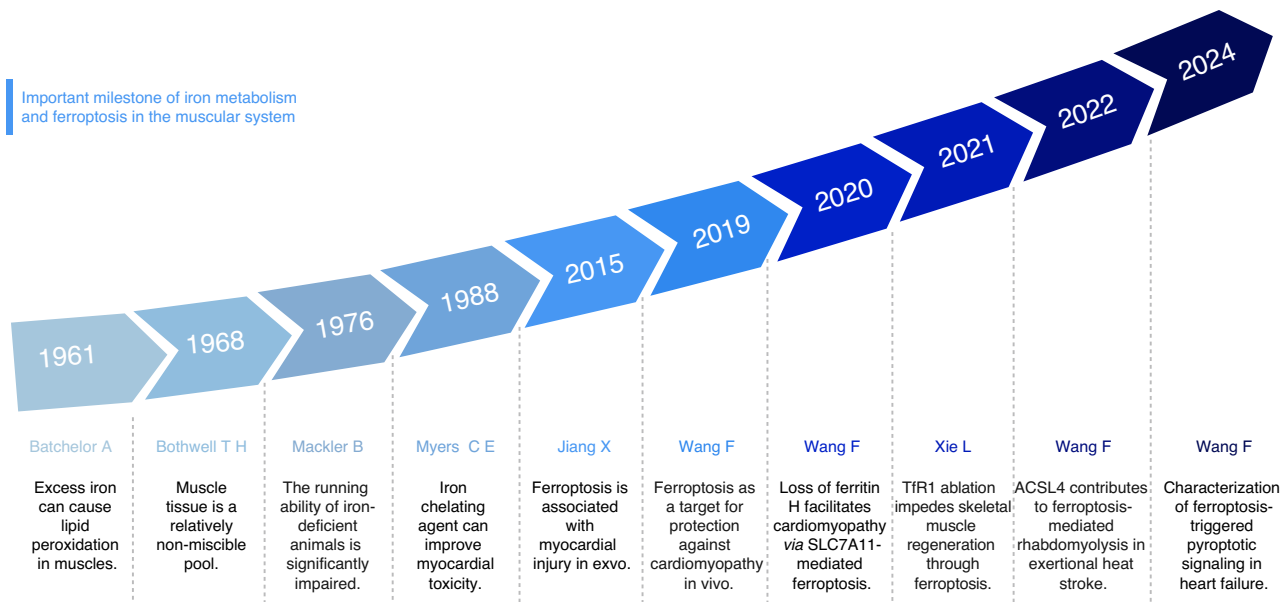 Important milestone of iron metabolism
and ferroptosis in the muscular system
1961
1968
1976
1988
2015
2019
2020
2021
2022
2024
Batchelor A
Excess iron
can cause
lipid
peroxidation
in muscles.
Bothwell T H
Muscle
tissue is a
relatively
non-miscible
pool.
Mackler B
The running
ability of iron-
deficient
animals is
significantly
impaired.
Myers C E
Iron
chelating
agent can
improve
myocardial
toxicity.
Jiang X
Ferroptosis is
associated
with
myocardial
injury in exvo.
Wang F
Ferroptosis as
a target for
protection
against
cardiomyopathy
in vivo.
Wang F
Loss of ferritin
H facilitates
cardiomyopathy
via SLC7A11-
mediated
ferroptosis.
Xie L
TfR1 ablation
impedes skeletal
muscle
regeneration
through
ferroptosis.
Wang F
ACSL4 contributes
to ferroptosis-
mediated
rhabdomyolysis in
exertional heat
stroke.
Wang F
Characterization
of ferroptosis-
triggered
pyroptotic
signaling in
heart failure.